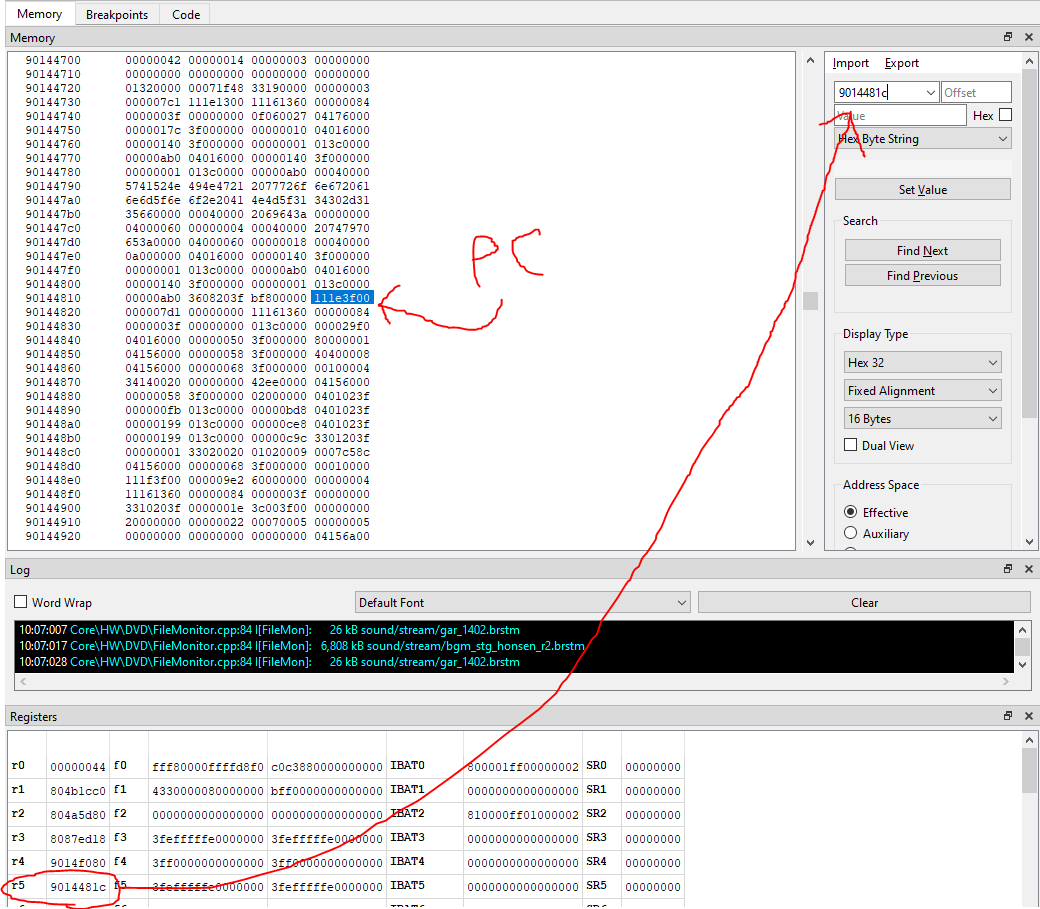 Memory Breakpoints Code
Memory
90144700 00000042 00000014 00000003 00000000
90144710 00000000 00000000 00000000 00000000
90144720 01320000 00071f48 33190000 00000003
90144730 000007c1 111e1300 11161360 00000084
90144740 0000003f 00000000 0f060027 04176000
90144750 0000017c 3f000000 00000010 04016000
90144760 00000140 3f000000 00000001 013c0000
90144770 00000ab0 04016000 00000140 3f000000
90144780 00000001 013c0000 00000ab0 00040000
90144790 5741524e 494e4721 2077726f 6e672061
901447a0 6e6d5f6e 6f2e2041 4e4d5f31 34302d31
901447b0 35660000 00040000 2069643a 00000000
901447c0 04000060 00000004 00040000 20747970
901447d0 653a0000 04000060 00000018 00040000
901447e0 0a000000 04016000 00000140 3f000000
901447f0 00000001 013c0000 00000ab0 04016000
90144800 00000140 3f000000 00000001 013c0000
90144810 00000ab0 3608203f bf800000 111e3f00
90144820 000007d1 00000000 11161360 00000084
90144830 0000003f 00000000 013c0000 000029f0
90144840 04016000 00000050 3f000000 80000001
90144850 04156000 00000058 3f000000 40400008
90144860 04156000 00000068 3f000000 00100004
90144870 34140020 00000000 42ee0000 04156000
90144880 00000058 3f000000 02000000 0401023f
90144890 000000fb 013c0000 00000bd8 0401023f
901448a0 00000199 013c0000 00000ce8 0401023f
901448b0 00000199 013c0000 00000c9c 3301203f
901448c0 00000001 33020020 01020009 0007c58c
901448d0 04156000 00000068 3f000000 00010000
901448e0 111f3f00 000009e2 60000000 00000004
901448f0 11161360 00000084 0000003f 00000000
90144900 3310203f 0000001e 3c003f00 00000000
90144910 20000000 00000022 00070005 00000005
90144920 00000000 00000000 00000000 04156a00
PC
Import Export
9014481c Offset
Value Hex
Hex Byte String
Set Value
Search
Find Next
Find Previous
Display Type
Hex 32
Fixed Alignment
16 Bytes
Dual View
Address Space
Effective
Auxiliary
Log
Word Wrap Default Font Clear
10:07:007 Core\HW\DVD\FileMonitor.cpp:84 I[FileMon]: 26 kB sound/stream/gar_1402.brstm
10:07:017 Core\HW\DVD\FileMonitor.cpp:84 I[FileMon]: 6,808 kB sound/stream/bgm_stg_honsen_r2.brstm
10:07:028 Core\HW\DVD\FileMonitor.cpp:84 I[FileMon]: 26 kB sound/stream/gar_1402.brstm
Registers
r0 00000044 f0 fff80000ffffd8f0 c0c3880000000000 IBAT0 800001ff00000002 SR0 00000000
r1 804b1cc0 f1 4330000080000000 bff0000000000000 IBAT1 0000000000000000 SR1 00000000
r2 804a5d80 f2 0000000000000000 0000000000000000 IBAT2 810000ff01000002 SR2 00000000
r3 8087ed18 f3 3fefffffe0000000 3fefffffe0000000 IBAT3 0000000000000000 SR3 00000000
r4 9014f080 f4 3ff0000000000000 3ff0000000000000 IBAT4 0000000000000000 SR4 00000000
r5 9014481c f5 3fefffffe0000000 3fefffffe0000000 IBAT5 0000000000000000 SR5 00000000